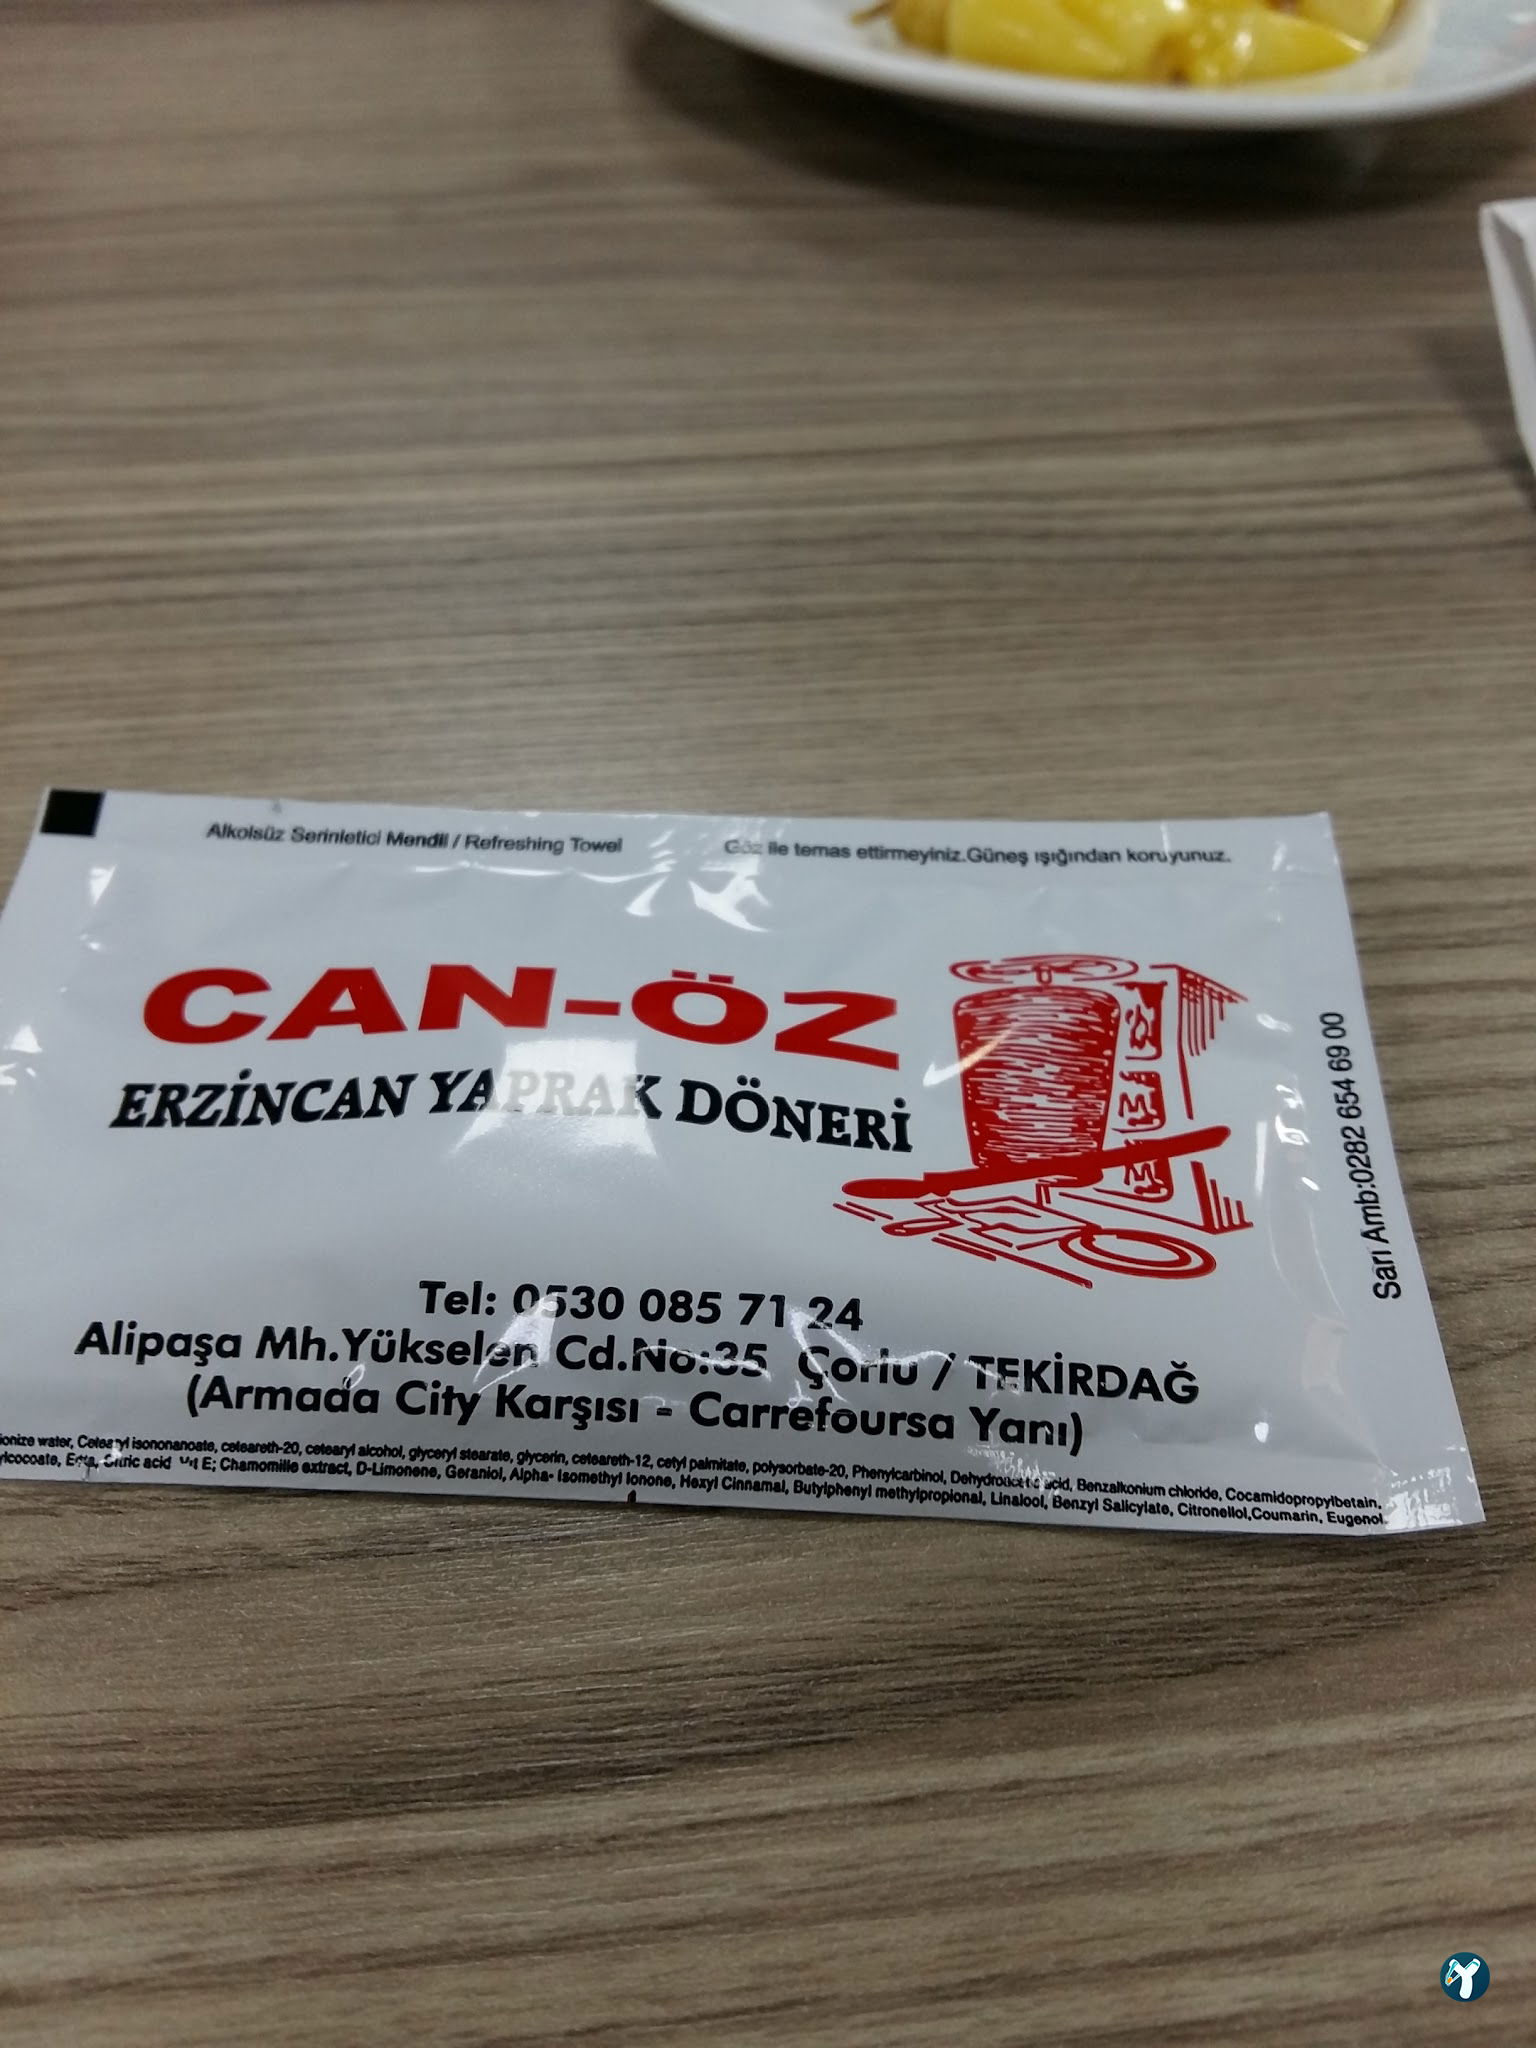 Alkolsüz Serinletici Mendil / Refreshing Towel
Göz ile temas ettirmeyiniz.Güneş ışığından koruyunuz.
CAN-ÖZ
ERZİNCAN YAPRAK DÖNERİ
Tel: 0530 085 71 24
Alipaşa Mh.Yükselen Cd.No:35 Çorlu / TEKİRDAĞ
(Armada City Karşısı - Carrefoursa Yanı)
ionize water, Cetearyl isononanoate, ceteareth-20, cetearyl alcohol, glyceryl stearate, glycerin, ceteareth-12, cetyl palmitate, polysorbate-20, Phenylcarbinol, acid, Benzalkonium chloride, Cocamidopropylbetain,
ylcocoate, Edta, Citric acid E; Chamomille extract, D-Limonene, Geraniol, Alpha- Isomethyl Ionone, Hexyl Cinnamal, Butylphenyl methylpropional, Linalool, Benzyl Salicylate, Citronellol,Coumarin, Eugenol.
Sarı Amb:0282 654 69 00